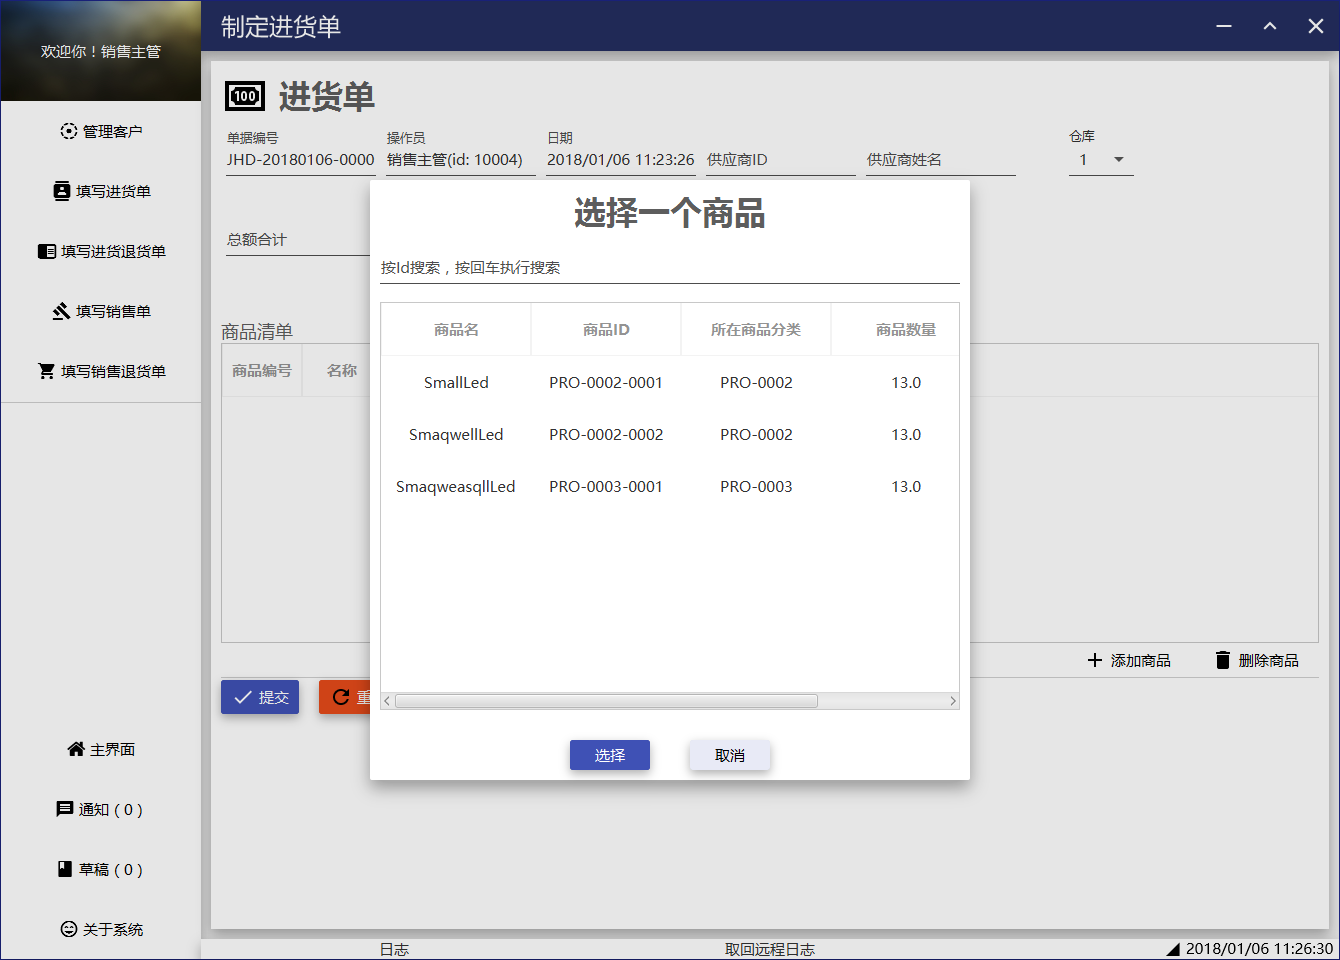 欢迎你！销售主管
制定进货单
管理客户
填写进货单
填写进货退货单
填写销售单
填写销售退货单
主界面
通知 ( 0 )
草稿 ( 0 )
关于系统
100 进货单
单据编号 操作员 日期 仓库
JHD-20180106-0000 销售主管(id: 10004) 2018/01/06 11:23:26 供应商ID 供应商姓名 1
总额合计
商品清单
商品编号 名称
选择一个商品
按Id搜索，按回车执行搜索
商品名 商品ID 所在商品分类 商品数量
SmallLed PRO-0002-0001 PRO-0002 13.0
SmaqwellLed PRO-0002-0002 PRO-0002 13.0
SmaqweasqllLed PRO-0003-0001 PRO-0003 13.0
选择 取消
添加商品 删除商品
提交 重
日志 取回远程日志 2018/01/06 11:26:30